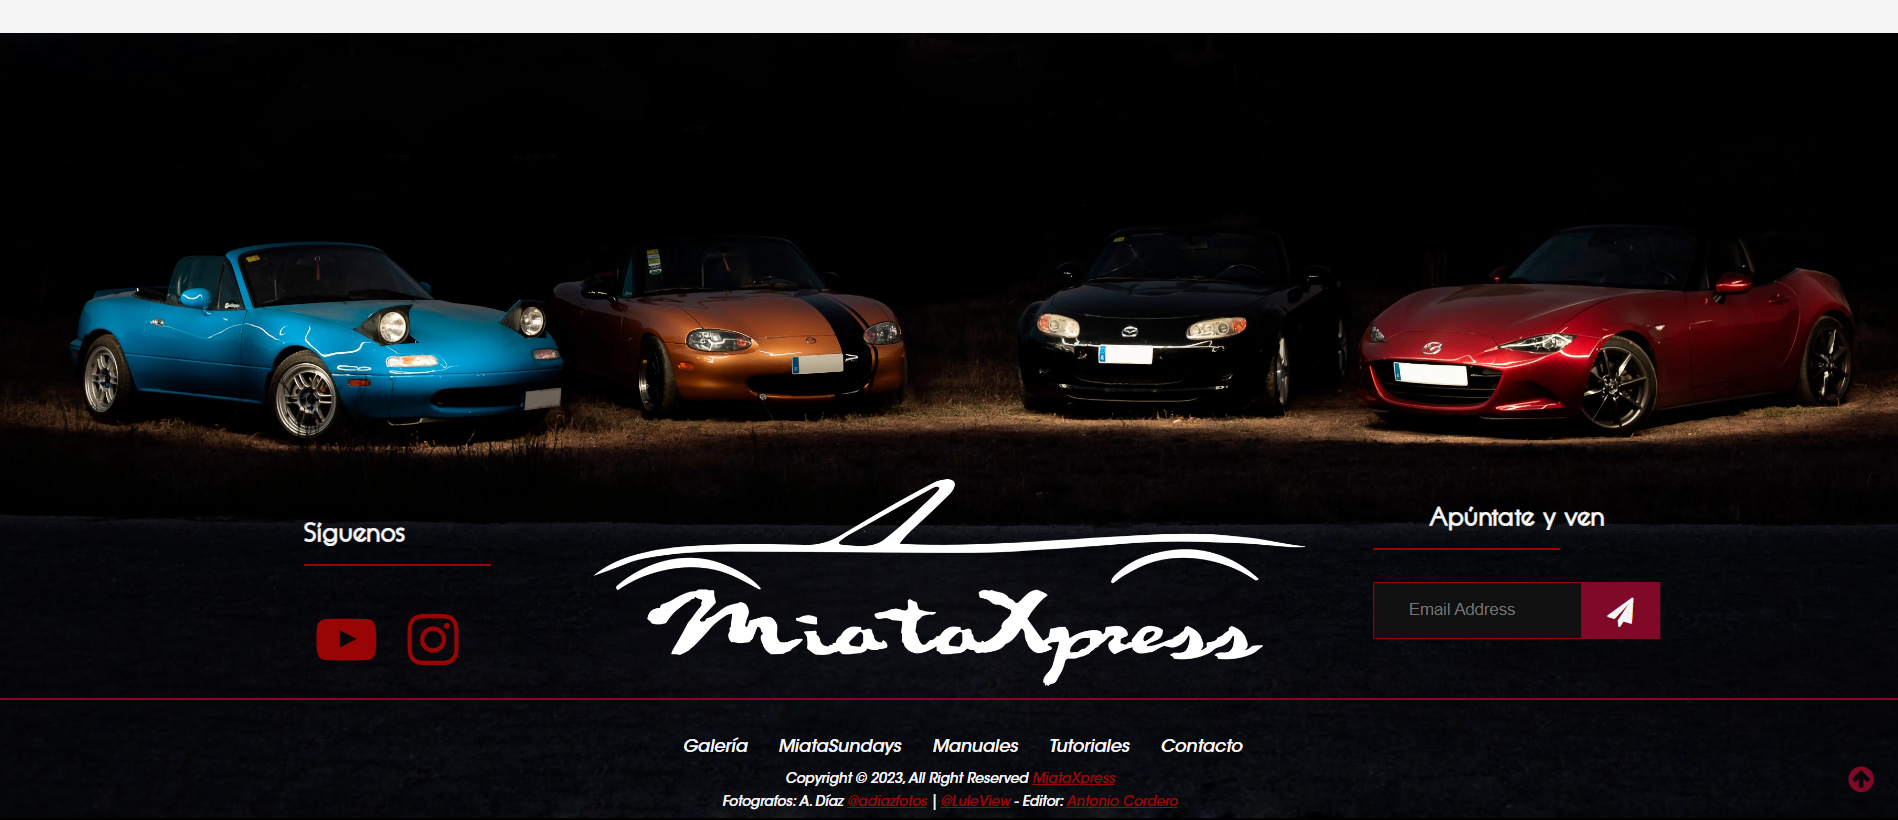 Síguenos
MiataXpress
Apúntate y ven
Email Address
Galería MiataSundays Manuales Tutoriales Contacto
Copyright © 2023, All Right Reserved MiataXpress
Fotografos: A. Díaz @adiazfotos | @LuleView - Editor: Antonio Cordero